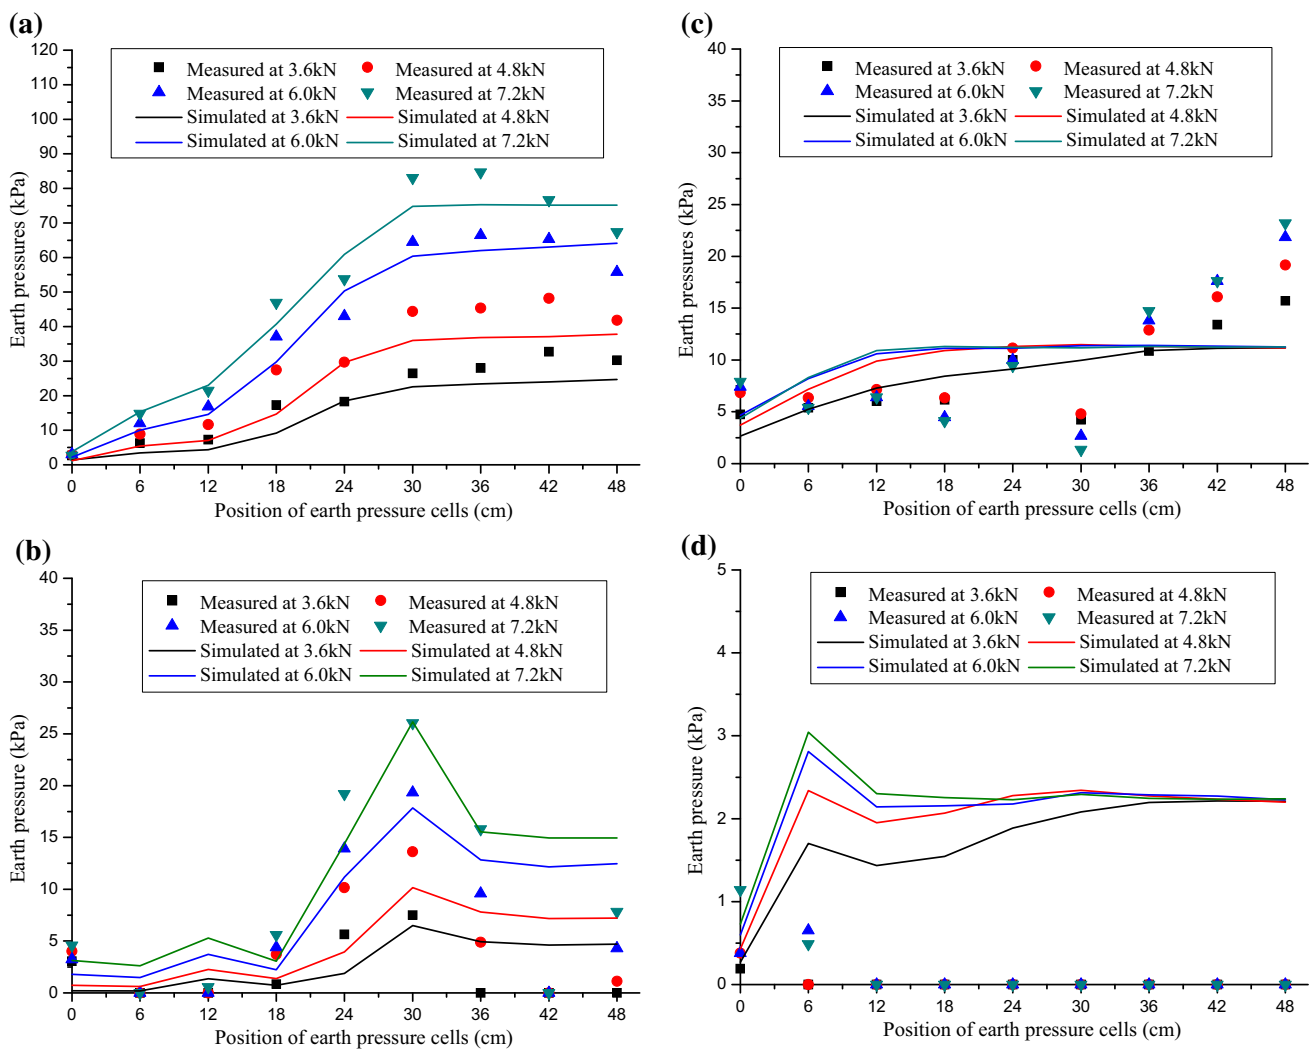 (a)
120
110
100
90
80
70
60
50
40
30
20
10
0
Earth pressures (kPa)
Measured at 3.6kN Measured at 4.8kN
Measured at 6.0kN Measured at 7.2kN
Simulated at 3.6kN Simulated at 4.8kN
Simulated at 6.0kN Simulated at 7.2kN
0 6 12 18 24 30 36 42 48
Position of earth pressure cells (cm)
(b)
40
35
30
25
20
15
10
5
0
Earth pressure (kPa)
Measured at 3.6kN Measured at 4.8kN
Measured at 6.0kN Measured at 7.2kN
Simulated at 3.6kN Simulated at 4.8kN
Simulated at 6.0kN Simulated at 7.2kN
0 6 12 18 24 30 36 42 48
Position of earth pressure cells (cm)
(c)
40
35
30
25
20
15
10
5
0
Earth pressures (kPa)
Measured at 3.6kN Measured at 4.8kN
Measured at 6.0kN Measured at 7.2kN
Simulated at 3.6kN Simulated at 4.8kN
Simulated at 6.0kN Simulated at 7.2kN
0 6 12 18 24 30 36 42 48
Position of earth pressure cells (cm)
(d)
5
4
3
2
1
0
Earth pressure (kPa)
Measured at 3.6kN Measured at 4.8kN
Measured at 6.0kN Measured at 7.2kN
Simulated at 3.6kN Simulated at 4.8kN
Simulated at 6.0kN Simulated at 7.2kN
0 6 12 18 24 30 36 42 48
Position of earth pressure cells (cm)